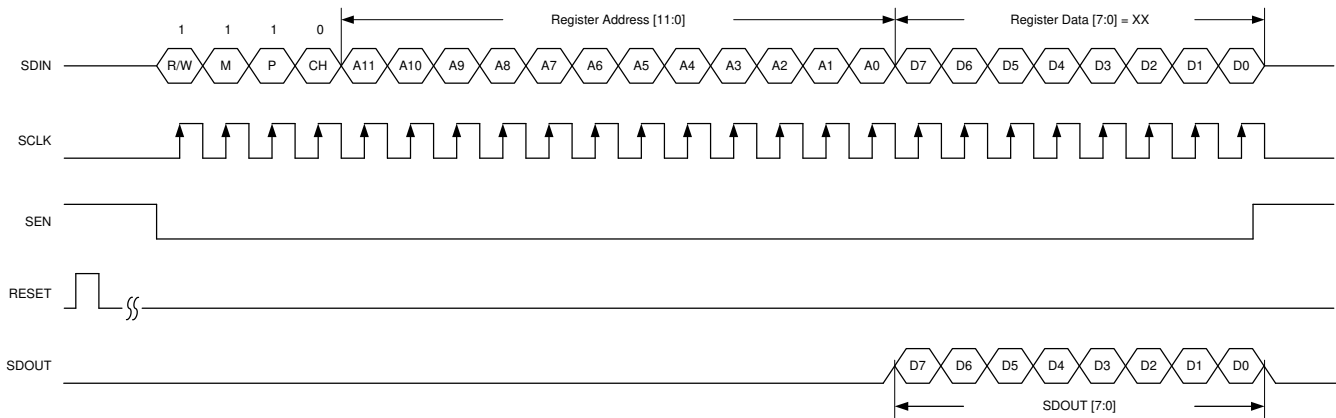 Register Address [11:0] Register Data [7:0] = XX
1 1 1 0
SDIN R/W M P CH A11 A10 A9 A8 A7 A6 A5 A4 A3 A2 A1 A0 D7 D6 D5 D4 D3 D2 D1 D0
SCLK
SEN
RESET
SDOUT D7 D6 D5 D4 D3 D2 D1 D0
SDOUT [7:0]